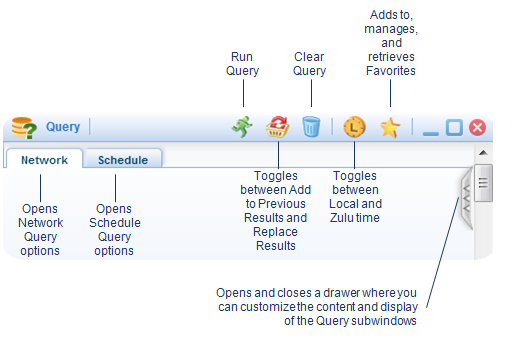 Adds to,
manages,
and
retrieves
Favorites
Run
Query
Clear
Query
Query
L
Network
Schedule
Opens
Network
Query
options
Opens
Schedule
Query
options
Toggles
between Add
to Previous
Results and
Replace
Results
Toggles
between
Local and
Zulu time
Opens and closes a drawer where you
can customize the content and display
of the Query subwindows